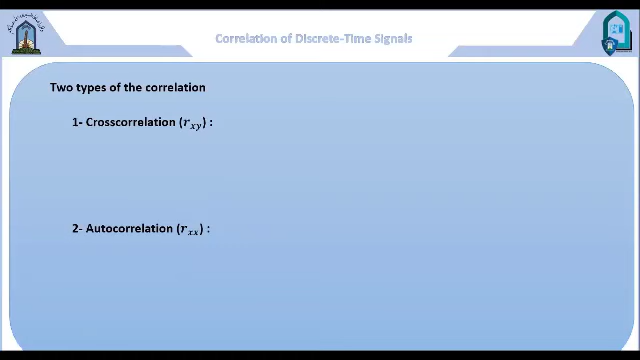 Correlation of Discrete-Time Signals
Two types of the correlation
1- Crosscorrelation (r_xy) :
2- Autocorrelation (r_xx) :